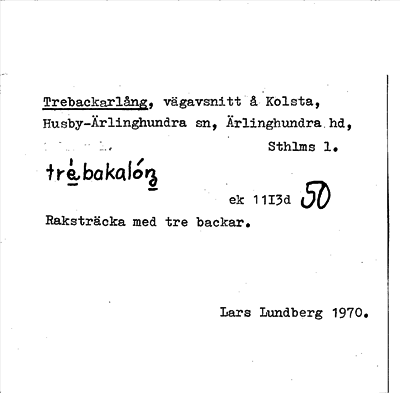 Trebackarlång, vägavsnitt å Kolsta,
Husby-Ärlinghundra sn, Ärlinghundra hd,
Sthlms l.
trèbakalóŋ
ek 11I3d 50
Raksträcka med tre backar.
Lars Lundberg 1970.